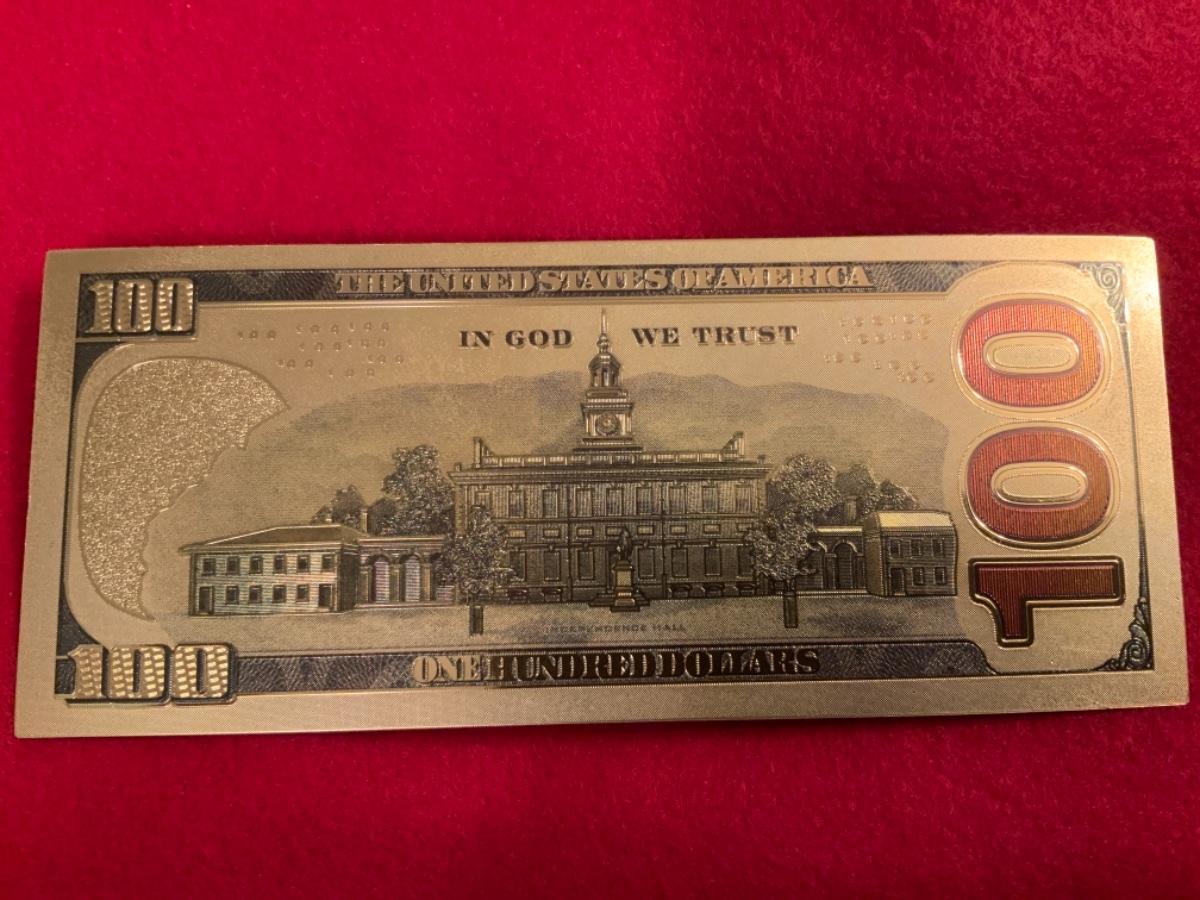 THE UNITED STATES OF AMERICA
100
IN GOD WE TRUST
100
INDEPENDENCE HALL
100
ONE HUNDRED DOLLARS